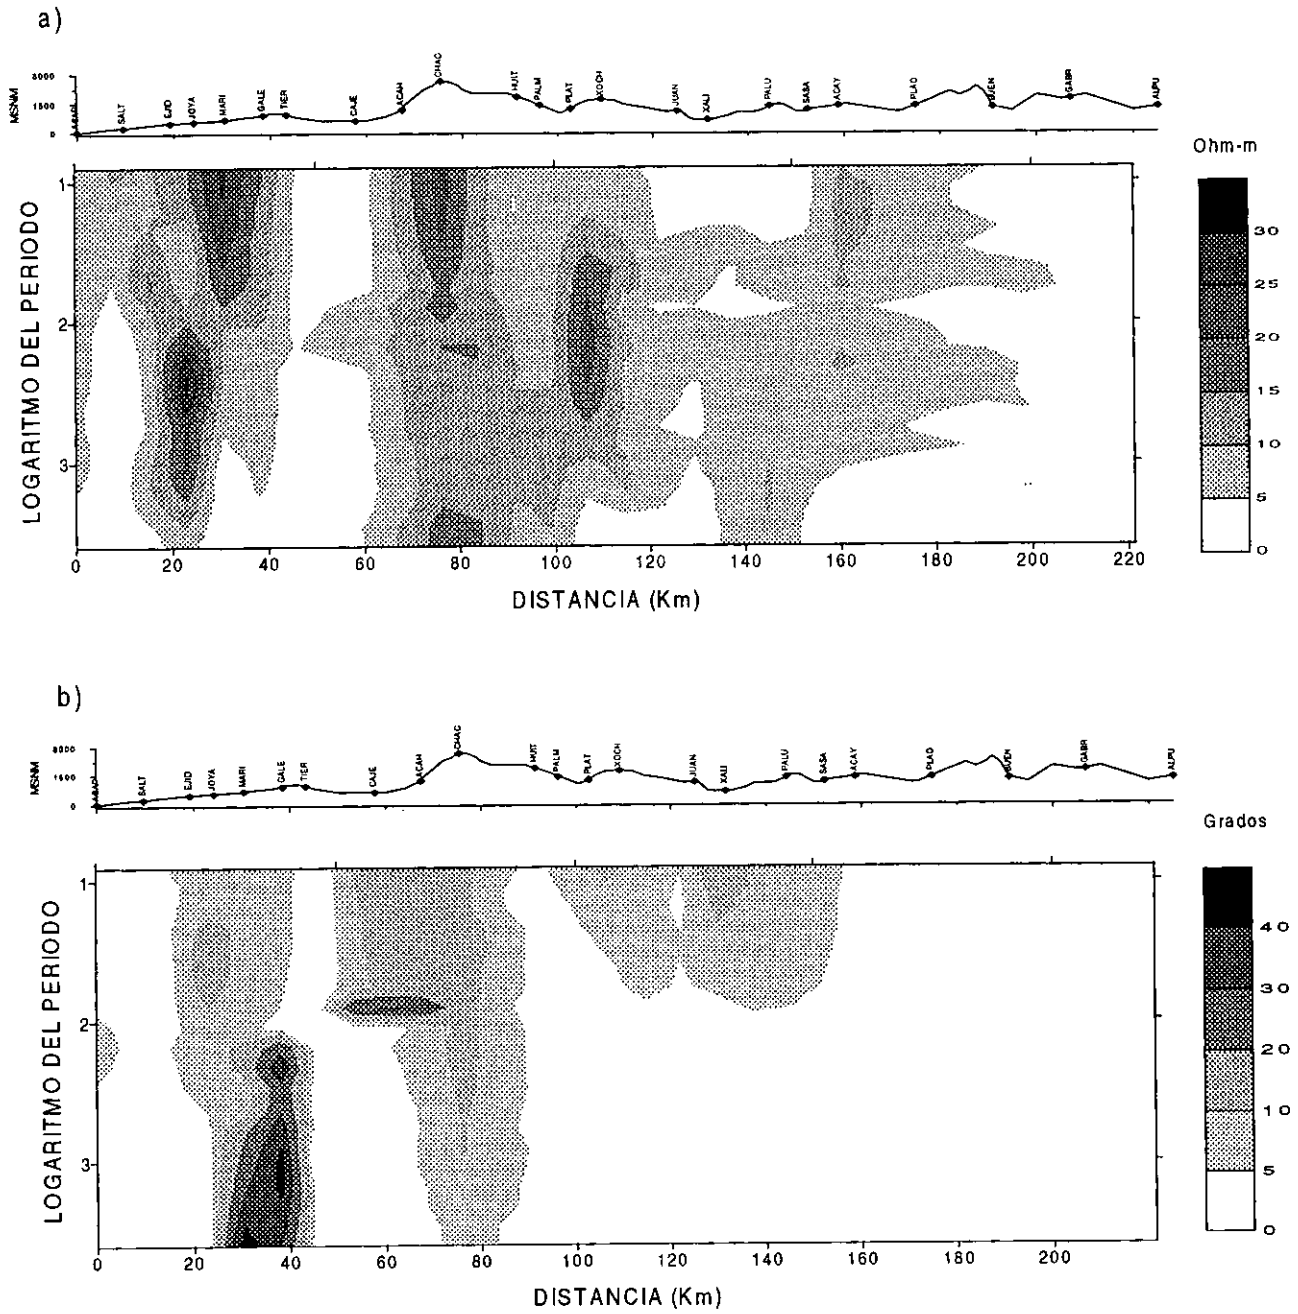 a)
MSNM
3000
1500
0
SALT
EJID
JOYA
MARI
GALE
TIER
CAJE
ACAH
CHAC
HUIT
PALM
PLAT
XOCH
JUAN
XALI
PALU
SASA
ACAY
PLAO
BUEN
GABR
ALPU
LOGARITMO DEL PERIODO
1
2
3
0 20 40 60 80 100 120 140 160 180 200 220
DISTANCIA (Km)
Ohm-m
30
25
20
15
10
5
0
b)
MSNM
3000
1500
0
SALT
EJID
JOYA
MARI
GALE
TIER
CAJE
ACAH
CHAC
HUIT
PALM
PLAT
XOCH
JUAN
XALI
PALU
SASA
ACAY
PLAO
BUEN
GABR
ALPU
LOGARITMO DEL PERIODO
1
2
3
0 20 40 60 80 100 120 140 160 180 200
DISTANCIA (Km)
Grados
40
30
20
10
5
0